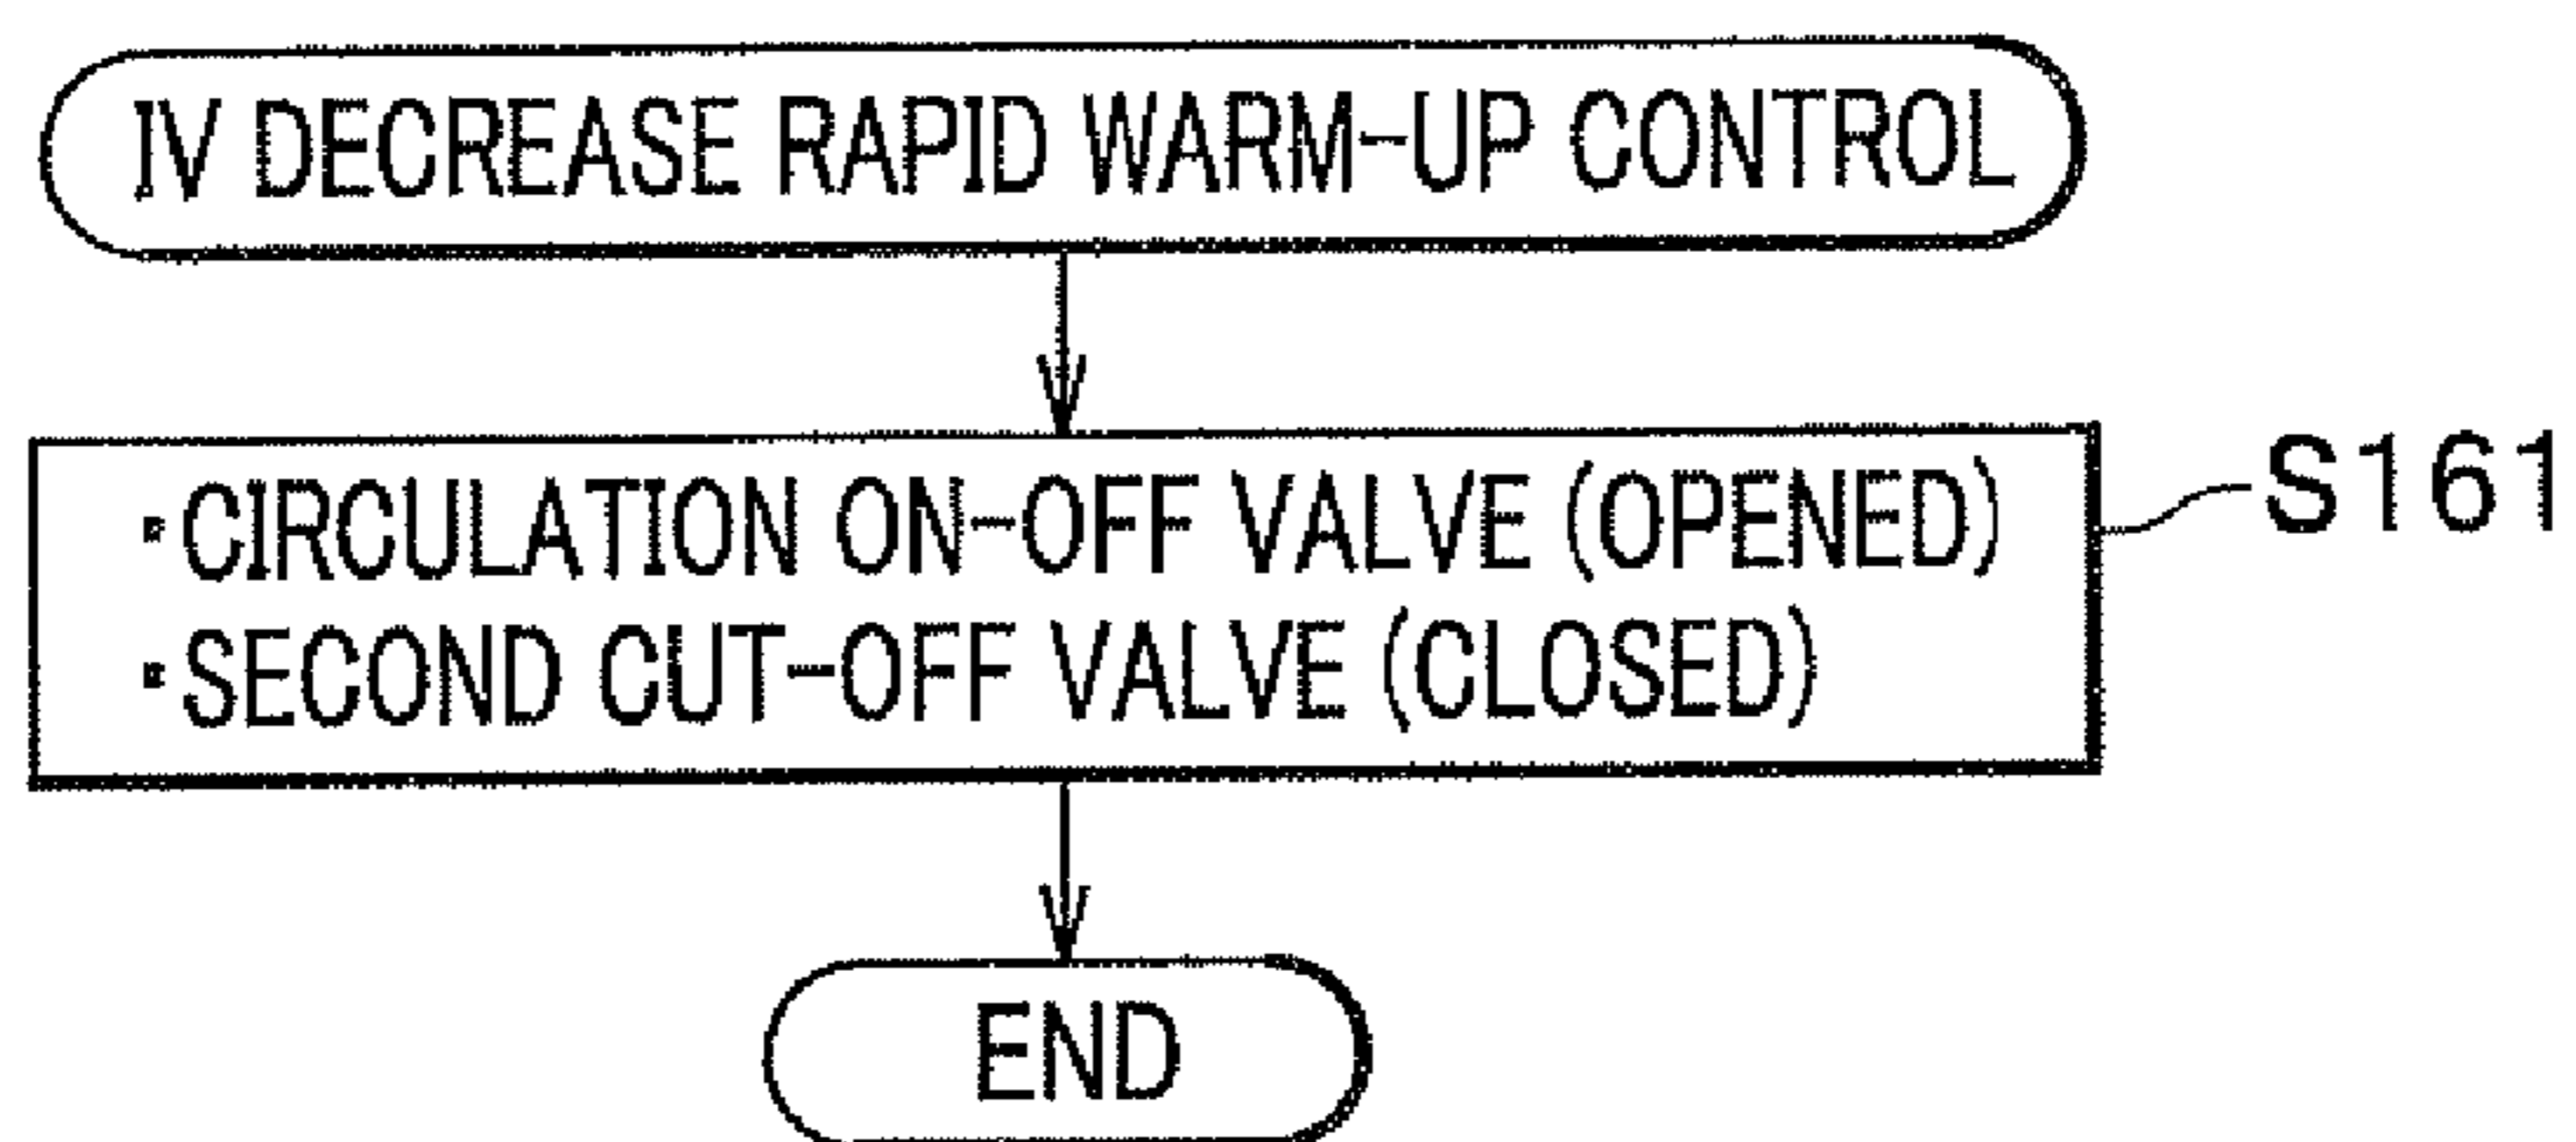 IV DECREASE RAPID WARM-UP CONTROL
▪CIRCULATION ON-OFF VALVE (OPENED)
▪SECOND CUT-OFF VALVE (CLOSED)
S161
END